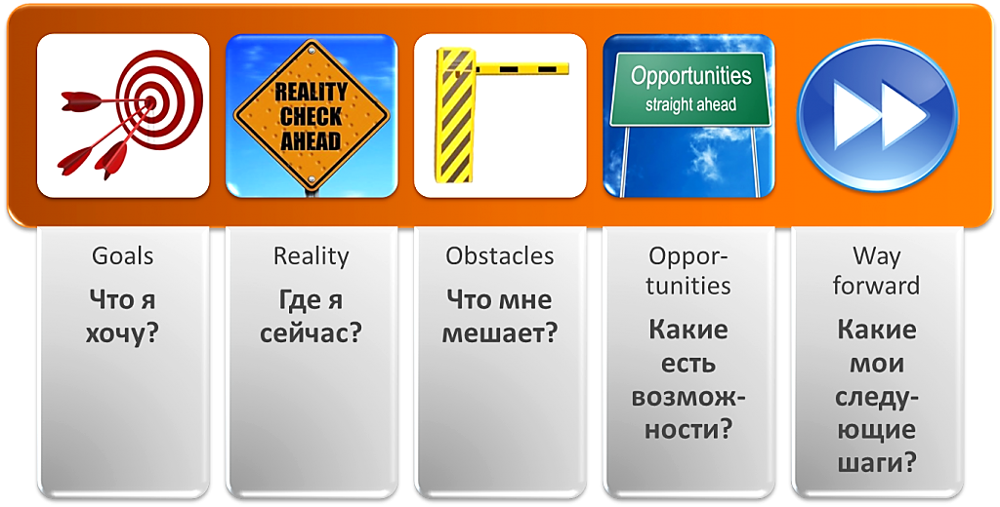 REALITY
CHECK
AHEAD
Opportunities
straight ahead
Goals
Что я
хочу?
Reality
Где я
сейчас?
Obstacles
Что мне
мешает?
Oppor-
tunities
Какие
есть
возмож-
ности?
Way
forward
Какие
мои
следу-
ющие
шаги?